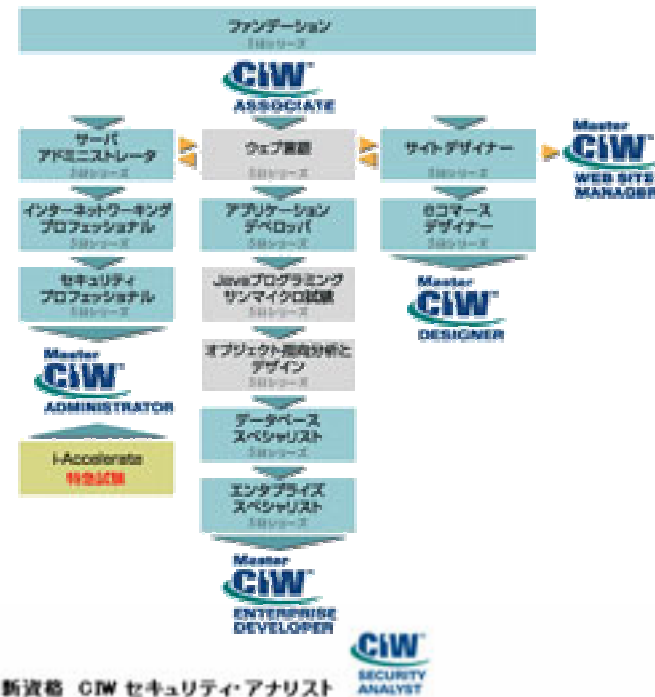 ファンデーション
CIW
ASSOCIATE
サーバ
アドミニストレータ
ウェブ言語
サイトデザイナー
Master
CIW
WEB SITE
MANAGER
インターネットワーキング
プロフェッショナル
アプリケーション
デベロッパ
eコマース
デザイナー
セキュリティ
プロフェッショナル
Javaプログラミング
サンマイクロ試験
Master
CIW
DESIGNER
Master
CIW
ADMINISTRATOR
オブジェクト指向分析と
デザイン
i-Accelerate
特急試験
データベース
スペシャリスト
エンタプライズ
スペシャリスト
Master
CIW
ENTERPRISE
DEVELOPER
新資格 CIW セキュリティ・アナリスト
CIW
SECURITY
ANALYST